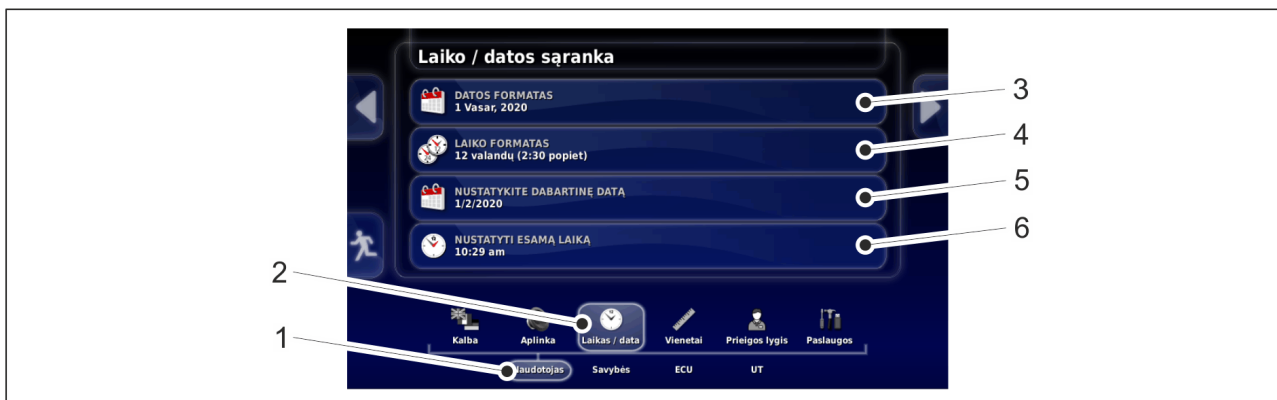 Laiko / datos sąranka
DATOS FORMATAS
1 Vasar, 2020
3
LAIKO FORMATAS
12 valandų (2:30 popiet)
4
NUSTATYKITE DABARTINĘ DATĄ
1/2/2020
5
NUSTATYTI ESAMĄ LAIKĄ
10:29 am
6
2
Kalba Aplinka Laikas / data Vienetai Prieigos lygis Paslaugos
1
Naudotojas Savybės ECU UT